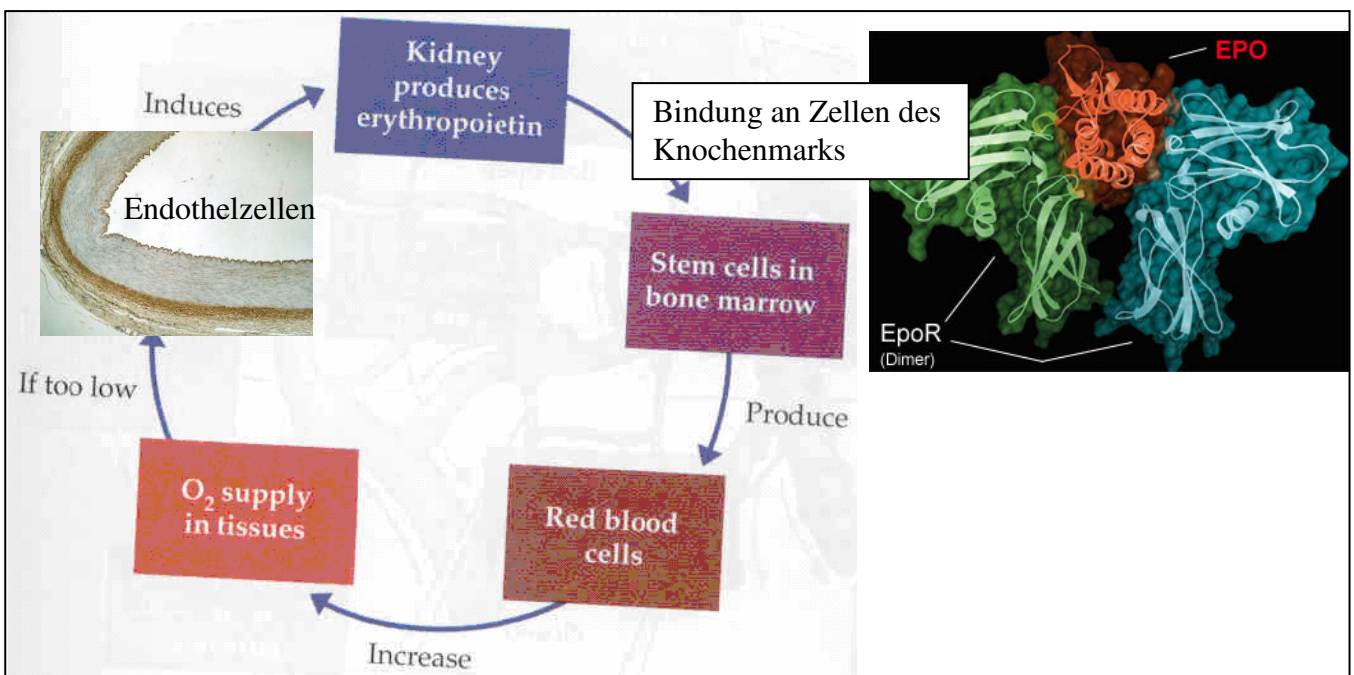 Kidney
produces
erythropoietin
Induces
Bindung an Zellen des
Knochenmarks
EPO
Endothelzellen
Stem cells in
bone marrow
EpoR
(Dimer)
If too low
Produce
O₂ supply
in tissues
Red blood
cells
Increase